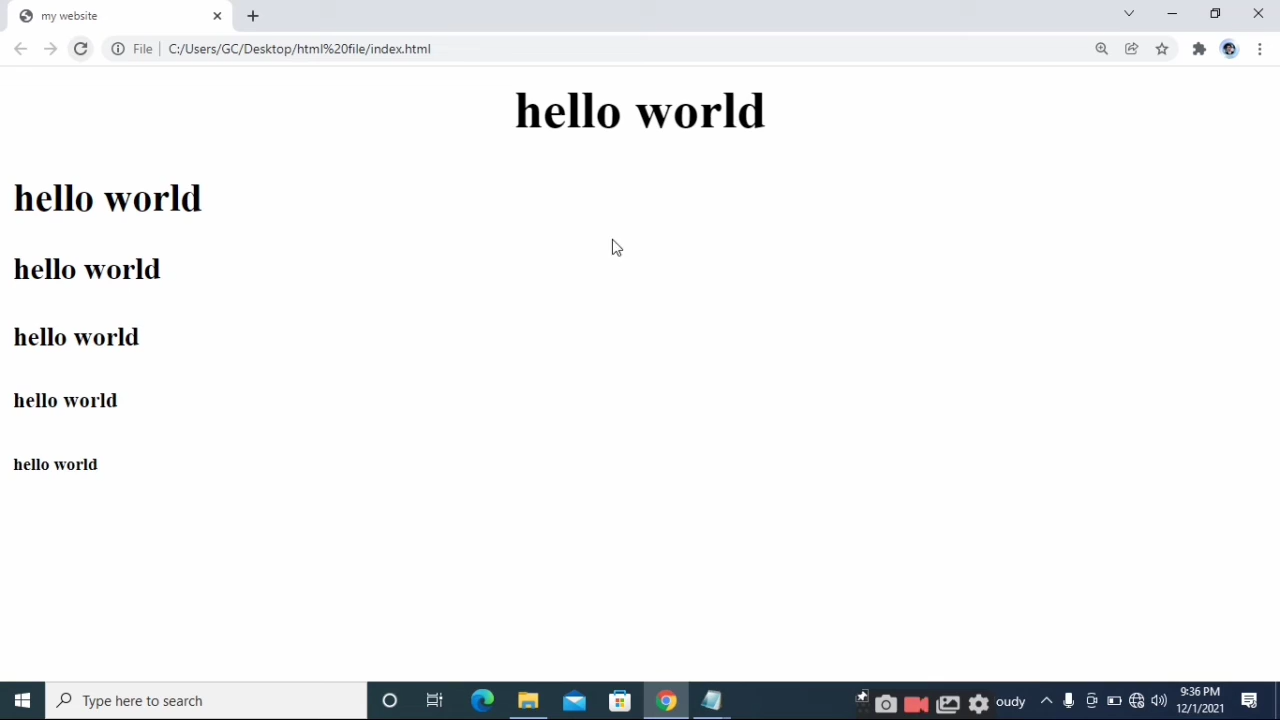 my website
File
C:/Users/GC/Desktop/html%20file/index.html
hello world
hello world
hello world
hello world
hello world
hello world
Type here to search
oudy
9:36 PM
12/1/2021